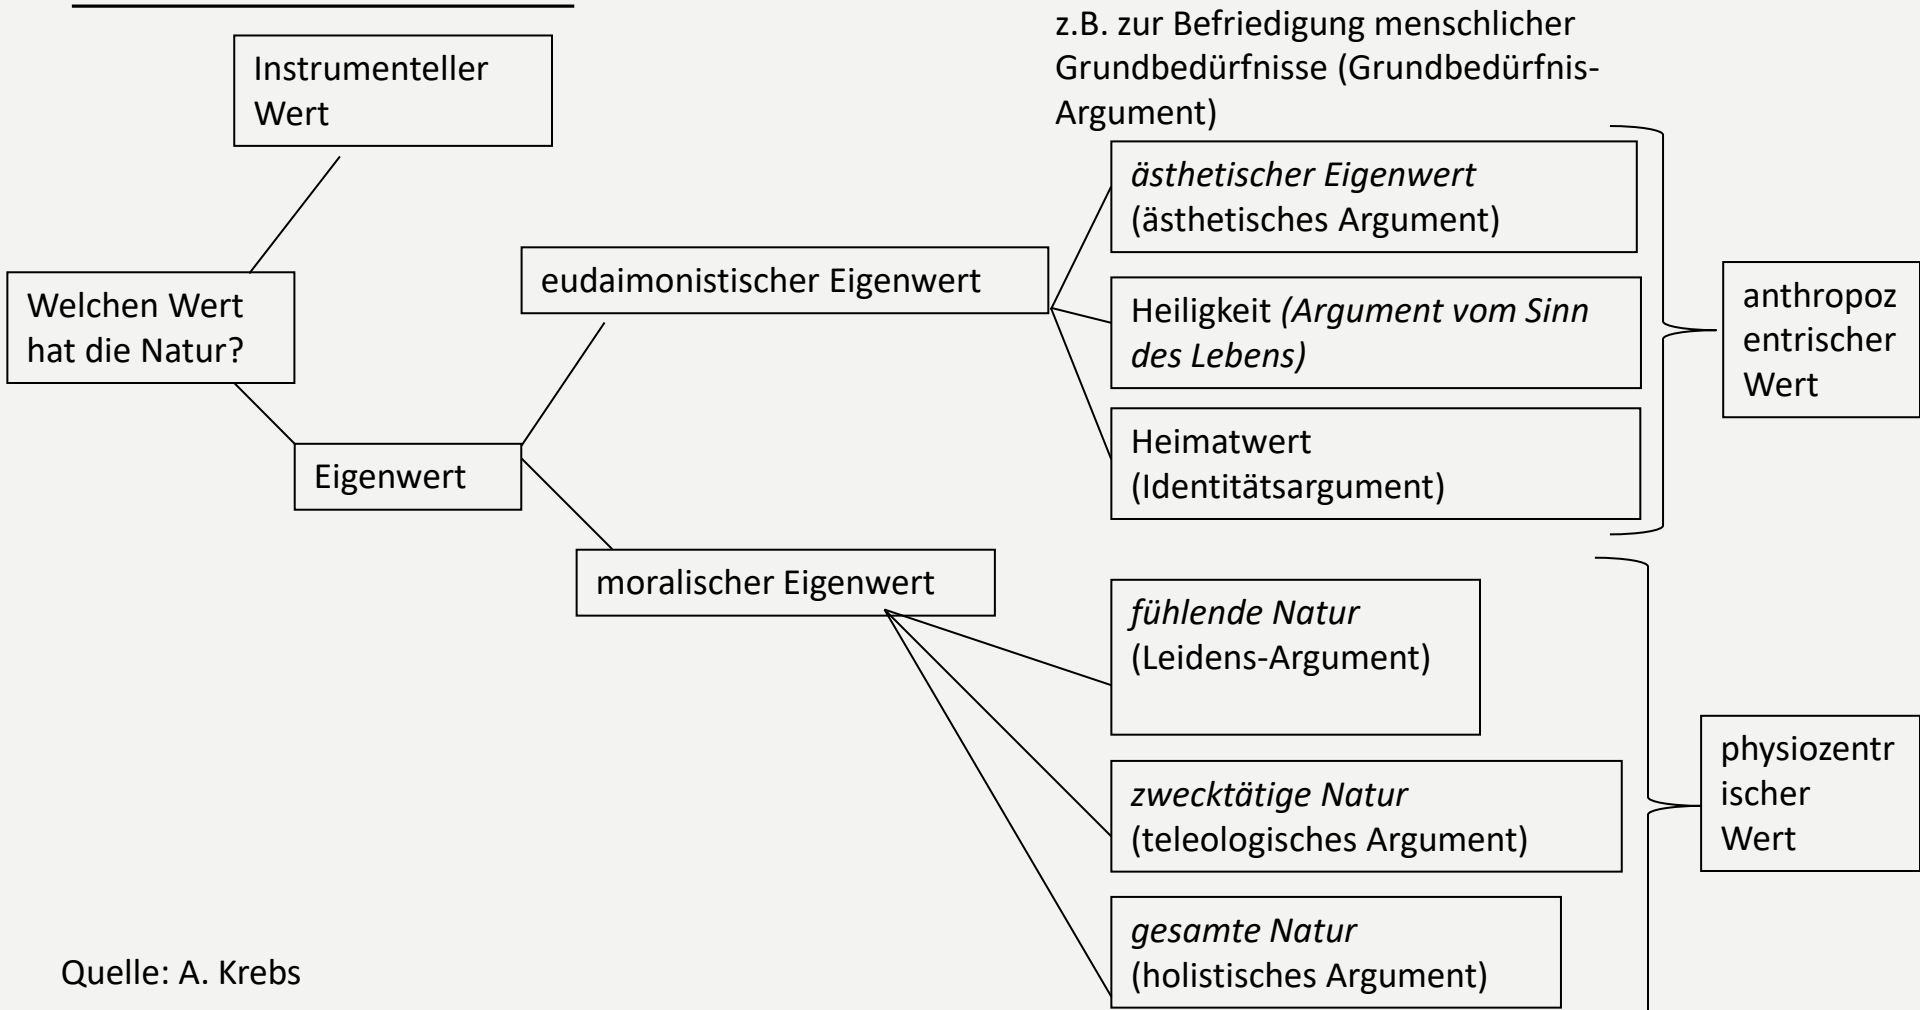 z.B. zur Befriedigung menschlicher
Grundbedürfnisse (Grundbedürfnis-
Argument)
Instrumenteller
Wert
ästhetischer Eigenwert
(ästhetisches Argument)
eudaimonistischer Eigenwert
Welchen Wert
hat die Natur?
Heiligkeit (Argument vom Sinn
des Lebens)
anthropoz
entrischer
Wert
Heimatwert
(Identitätsargument)
Eigenwert
moralischer Eigenwert
fühlende Natur
(Leidens-Argument)
zwecktätige Natur
(teleologisches Argument)
physiozentr
ischer
Wert
gesamte Natur
(holistisches Argument)
Quelle: A. Krebs